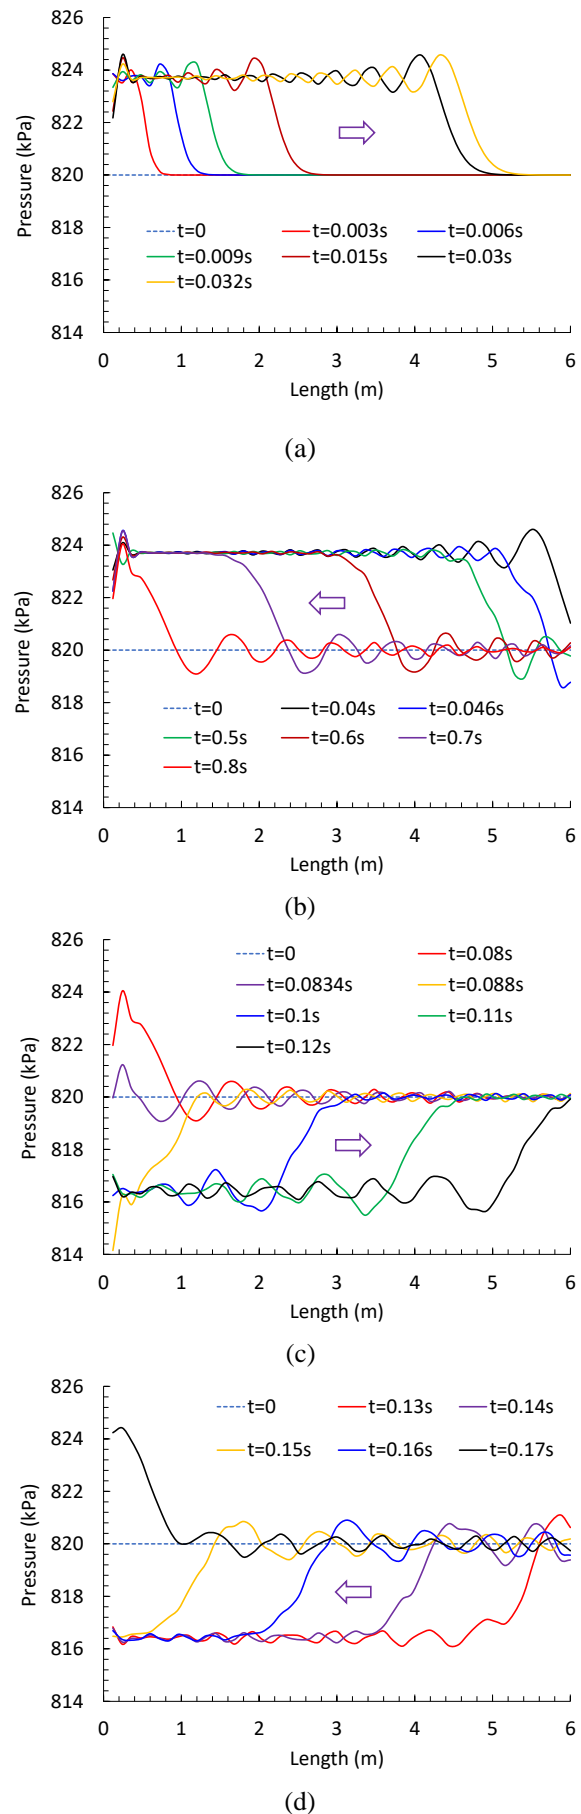 826
824
822
820
818
816
814
Pressure (kPa)
t=0 t=0.003s t=0.006s
t=0.009s t=0.015s t=0.03s
t=0.032s
0 1 2 3 4 5 6
Length (m)
(a)
826
824
822
820
818
816
814
Pressure (kPa)
t=0 t=0.04s t=0.046s
t=0.5s t=0.6s t=0.7s
t=0.8s
0 1 2 3 4 5 6
Length (m)
(b)
826
824
822
820
818
816
814
Pressure (kPa)
t=0 t=0.08s
t=0.0834s t=0.088s
t=0.1s t=0.11s
t=0.12s
0 1 2 3 4 5 6
Length (m)
(c)
826
824
822
820
818
816
814
Pressure (kPa)
t=0 t=0.13s t=0.14s
t=0.15s t=0.16s t=0.17s
0 1 2 3 4 5 6
Length (m)
(d)